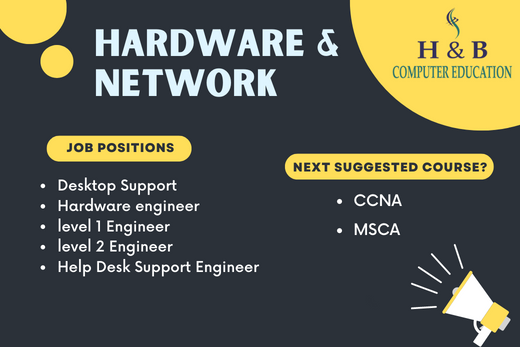 HARDWARE &
NETWORK
H & B
COMPUTER EDUCATION
JOB POSITIONS
Desktop Support
Hardware engineer
level 1 Engineer
level 2 Engineer
Help Desk Support Engineer
NEXT SUGGESTED COURSE?
CCNA
MSCA